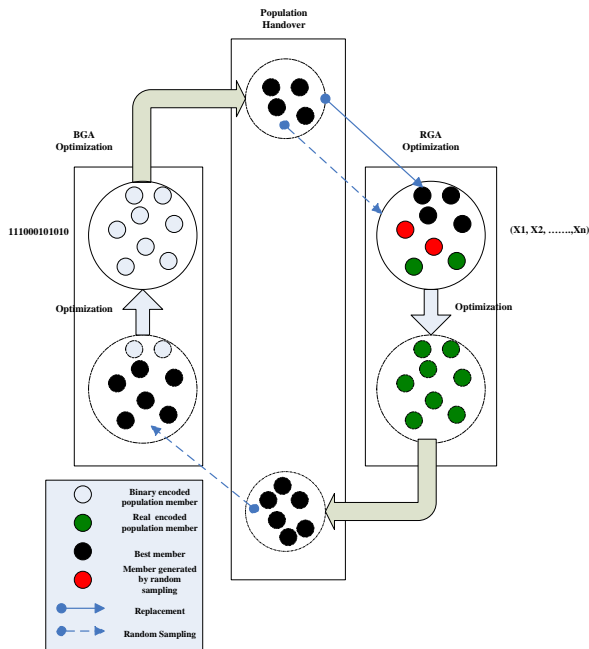 Population
Handover
BGA
Optimization
RGA
Optimization
111000101010
(X1, X2, …….,Xn)
Optimization
Optimization
Binary encoded
population member
Real encoded
population member
Best member
Member generated
by random
sampling
Replacement
Random Sampling